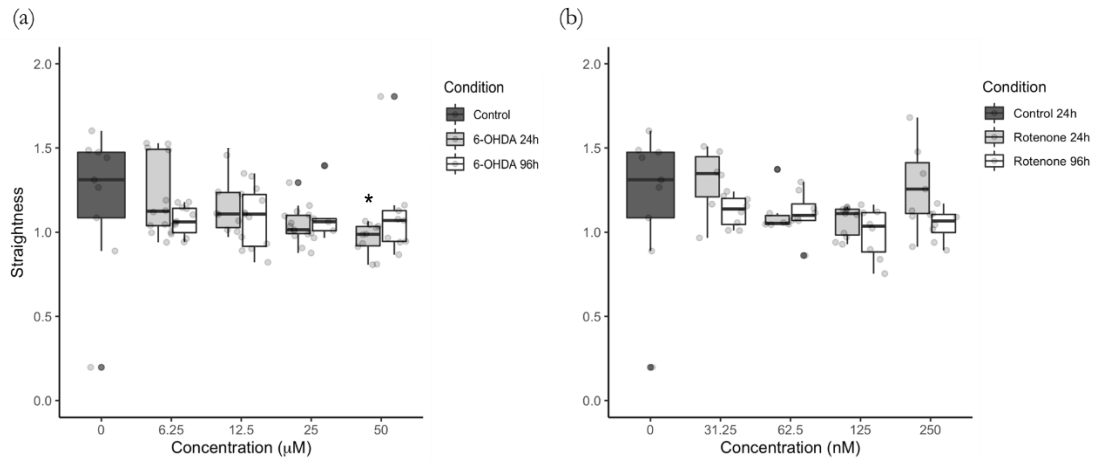 (a)
(b)
Straightness
2.0
1.5
1.0
0.5
0.0
*
0
6.25
12.5
25
50
Concentration (μM)
Condition
Control
6-OHDA 24h
6-OHDA 96h
2.0
1.5
1.0
0.5
0.0
0
31.25
62.5
125
250
Concentration (nM)
Condition
Control 24h
Rotenone 24h
Rotenone 96h